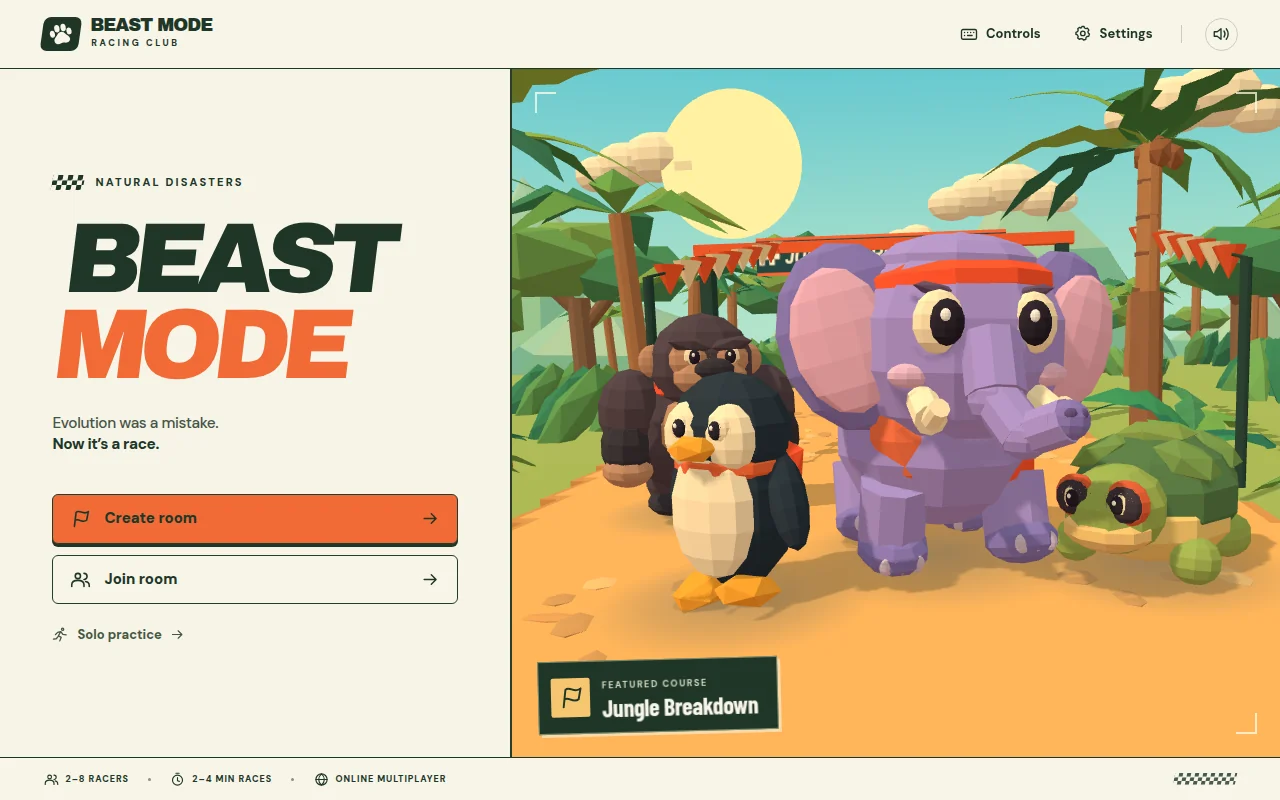 BEAST MODE
RACING CLUB
Controls
Settings
NATURAL DISASTERS
BEAST
MODE
Evolution was a mistake.
Now it's a race.
Create room
Join room
Solo practice
FEATURED COURSE
Jungle Breakdown
2–8 RACERS
2–4 MIN RACES
ONLINE MULTIPLAYER